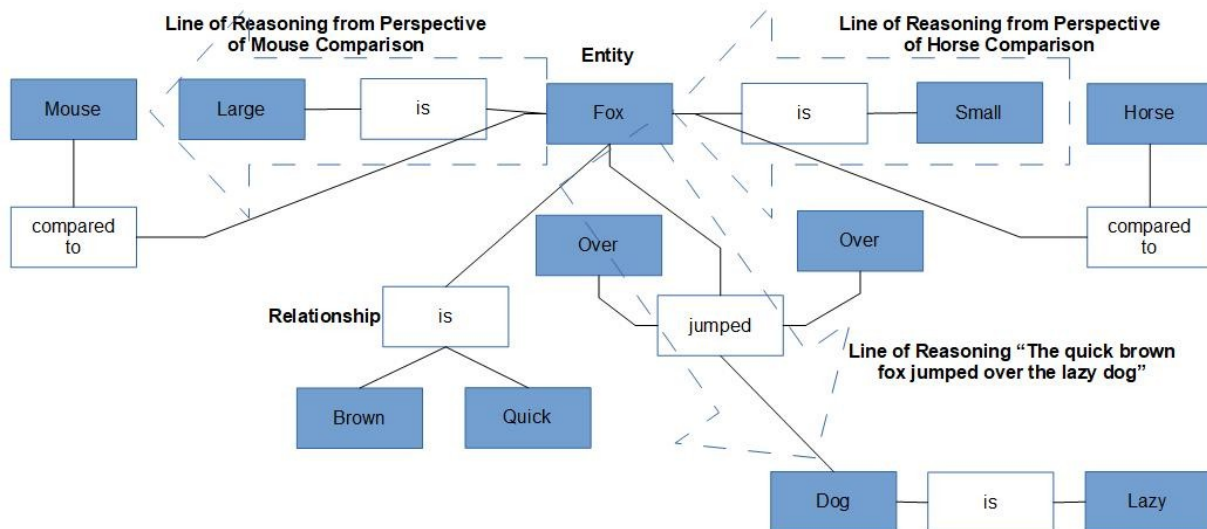 Line of Reasoning from Perspective
of Mouse Comparison
Line of Reasoning from Perspective
of Horse Comparison
Entity
Mouse
Large
is
Fox
is
Small
Horse
compared
to
Over
Over
compared
to
Relationship
is
jumped
Line of Reasoning “The quick brown
fox jumped over the lazy dog”
Brown
Quick
Dog
is
Lazy